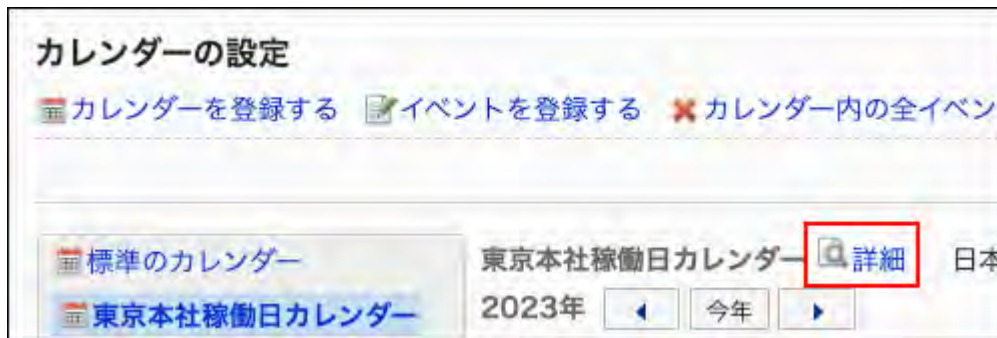 カレンダーの設定
カレンダーを登録する イベントを登録する カレンダー内の全イベン
標準のカレンダー
東京本社稼働日カレンダー
東京本社稼働日カレンダー 詳細 日本
2023年 今年